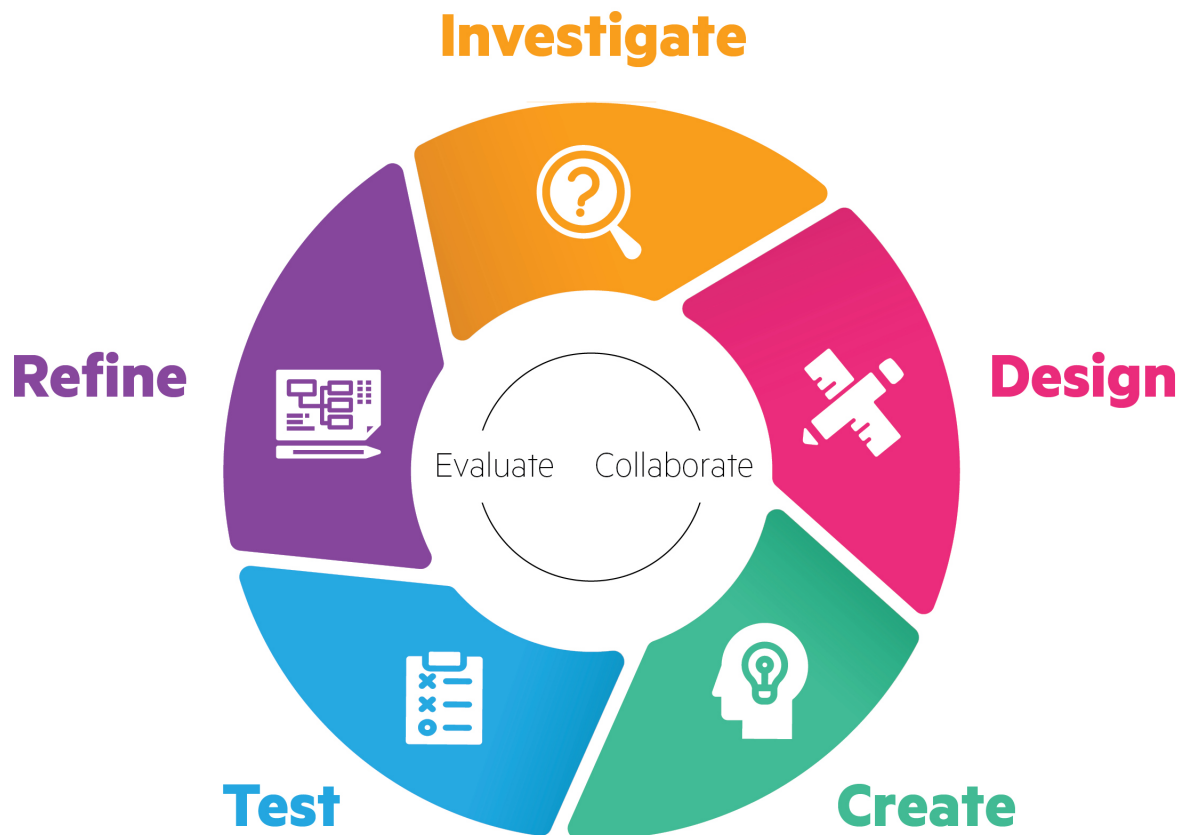 Investigate
Refine
Design
Evaluate Collaborate
Test
Create